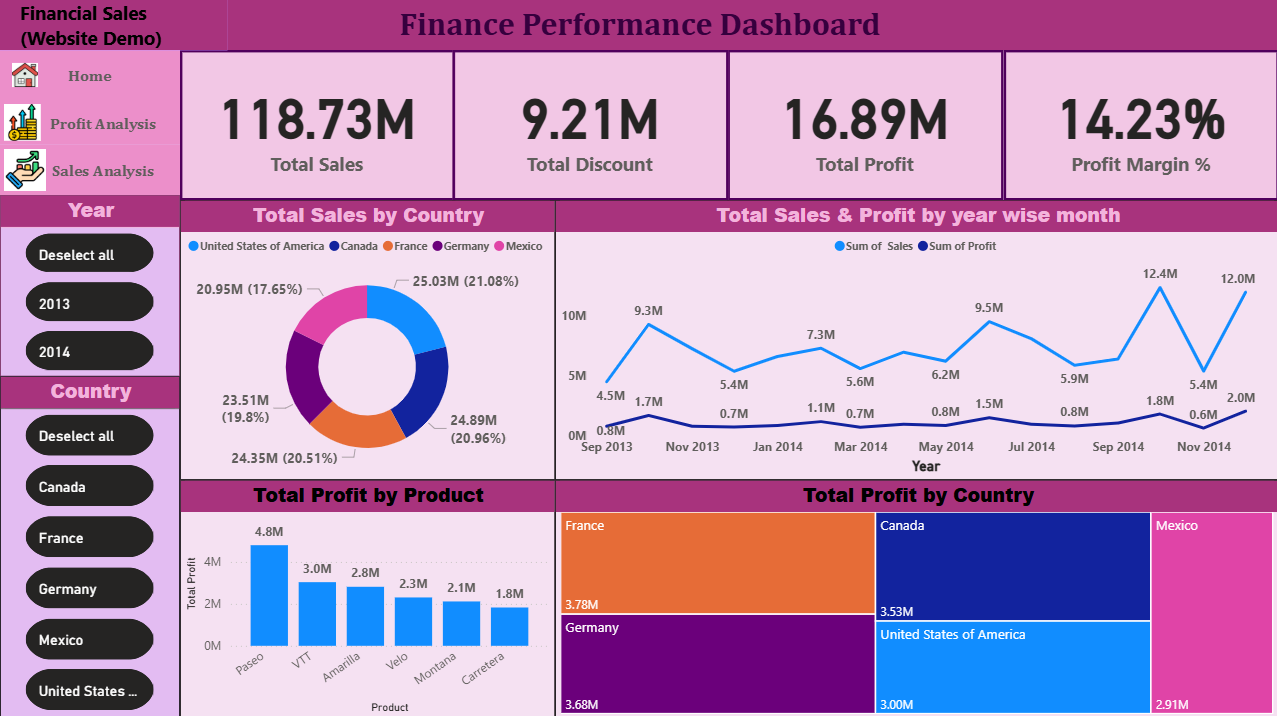 Financial Sales
(Website Demo)
Finance Performance Dashboard
Home
Profit Analysis
Sales Analysis
118.73M
Total Sales
9.21M
Total Discount
16.89M
Total Profit
14.23%
Profit Margin %
Year
Deselect all
2013
2014
Country
Deselect all
Canada
France
Germany
Mexico
United States ...
Total Sales by Country
United States of America Canada France Germany Mexico
20.95M (17.65%)
25.03M (21.08%)
23.51M
(19.8%)
24.89M
(20.96%)
24.35M (20.51%)
Total Sales & Profit by year wise month
Sum of Sales Sum of Profit
10M
5M
0M
4.5M
9.3M
5.4M
7.3M
5.6M
6.2M
9.5M
5.9M
12.4M
5.4M
12.0M
0.8M
1.7M
0.7M
1.1M
0.7M
0.8M
1.5M
0.8M
1.8M
0.6M
2.0M
Sep 2013 Nov 2013 Jan 2014 Mar 2014 May 2014 Jul 2014 Sep 2014 Nov 2014
Year
Total Profit by Product
Total Profit
4M
2M
0M
4.8M
3.0M
2.8M
2.3M
2.1M
1.8M
Paseo
VTT
Amarilla
Velo
Montana
Carretera
Product
Total Profit by Country
France
3.78M
Germany
3.68M
Canada
3.53M
United States of America
3.00M
Mexico
2.91M